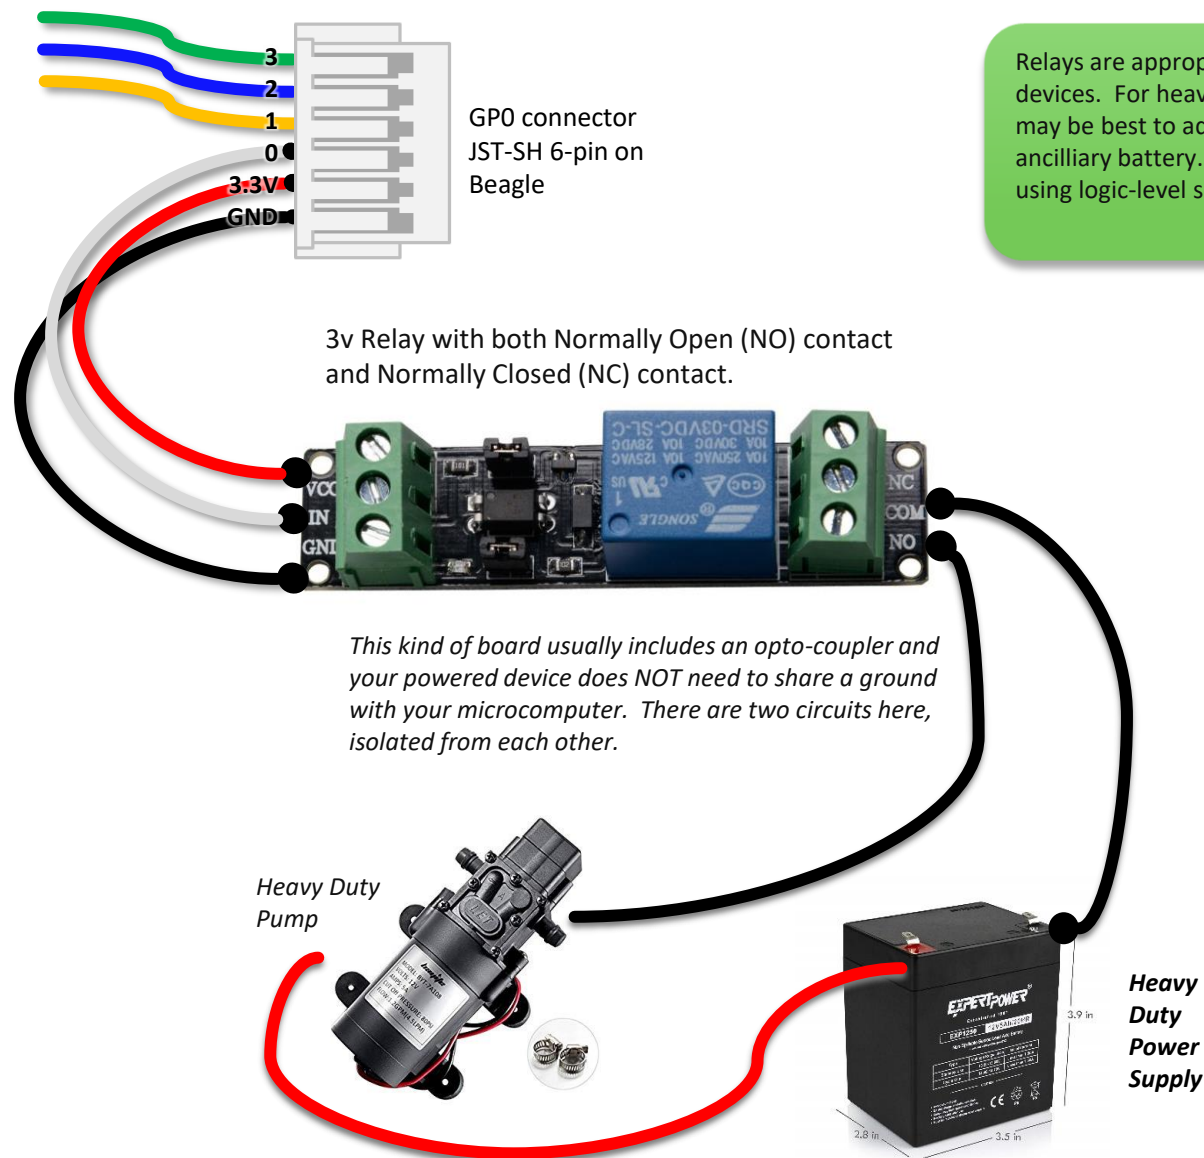 3
2
1
0
3.3V
GND
GP0 connector
JST-SH 6-pin on
Beagle
Relays are approp
devices. For heav
may be best to ad
ancilliary battery.
using logic-level s
3v Relay with both Normally Open (NO) contact
and Normally Closed (NC) contact.
VCC
IN
GND
SRD-03VDC-SL-C
10A 30VDC 10A 28VDC
10A 250VAC 10A 125VAC
CQC
C US
SONGLE
NC
COM
NO
This kind of board usually includes an opto-coupler and
your powered device does NOT need to share a ground
with your microcomputer. There are two circuits here,
isolated from each other.
Heavy Duty
Pump
VOLTS: 12V
EXPERTPOWER
EXP1250
Heavy
Duty
Power
Supply
3.9 in
2.8 in
3.5 in